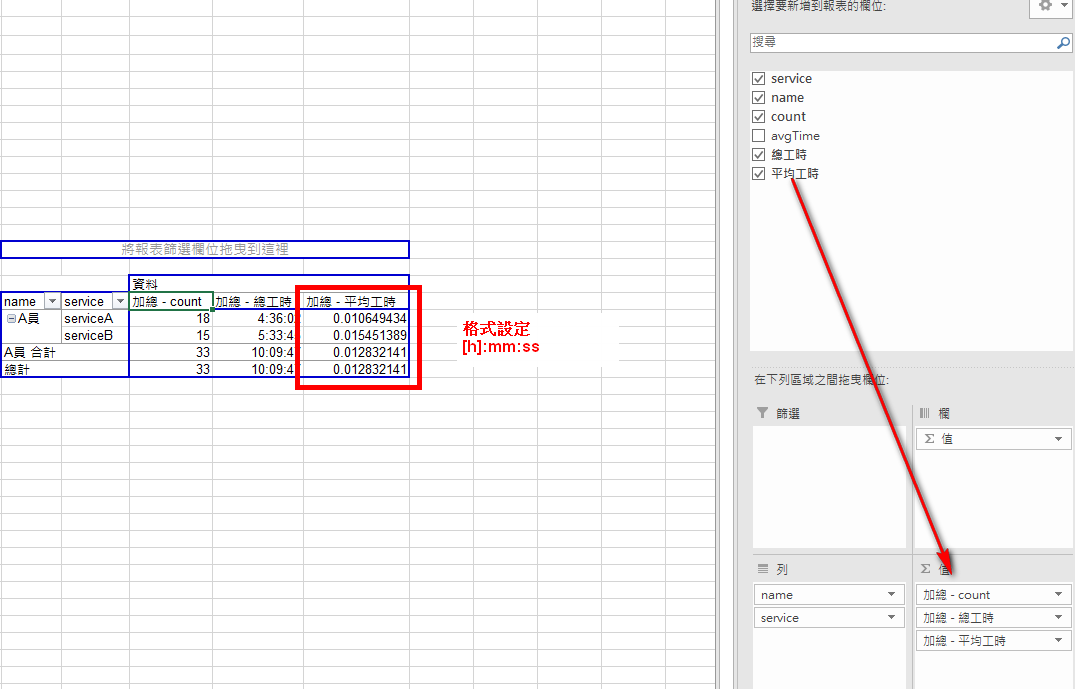 選擇要新增到報表的欄位:
搜尋
service
name
count
avgTime
總工時
平均工時
將報表篩選欄位拖曳到這裡
資料
name service 加總 - count 加總 - 總工時 加總 - 平均工時
A員 serviceA 18 4:36:02 0.010649434
serviceB 15 5:33:4 0.015451389
A員 合計 33 10:09:4 0.012832141
總計 33 10:09:4 0.012832141
格式設定
[h]:mm:ss
在下列區域之間拖曳欄位:
篩選
欄
Σ 值
列
name
service
Σ 值
加總 - count
加總 - 總工時
加總 - 平均工時